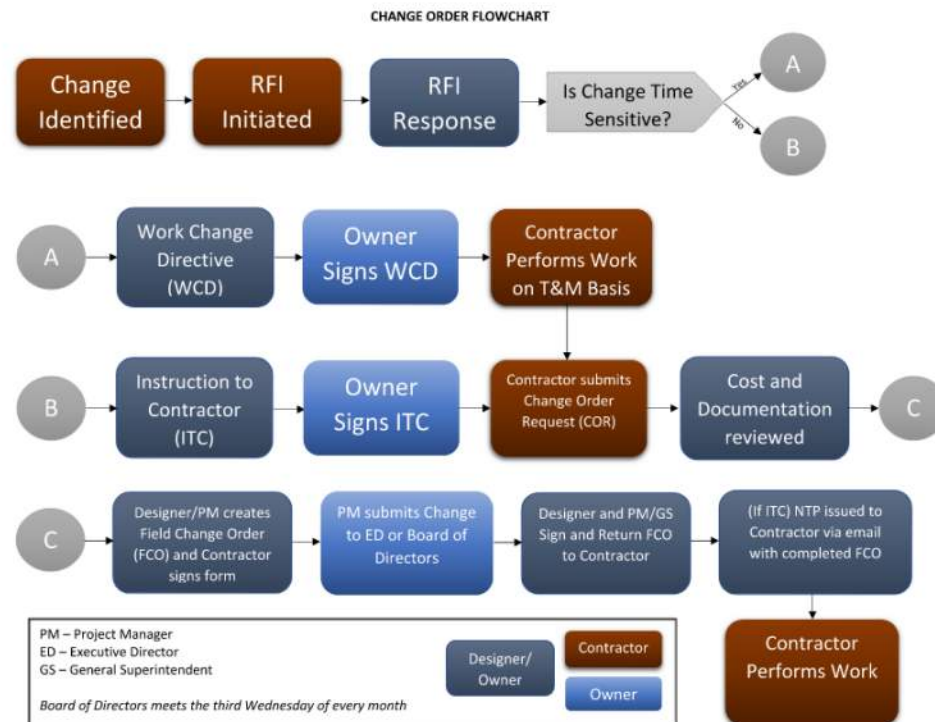 CHANGE ORDER FLOWCHART
Change
Identified
RFI
Initiated
RFI
Response
Is Change Time
Sensitive?
Yes
No
A
B
A
Work Change
Directive
(WCD)
Owner
Signs WCD
Contractor
Performs Work
on T&M Basis
B
Instruction to
Contractor
(ITC)
Owner
Signs ITC
Contractor submits
Change Order
Request (COR)
Cost and
Documentation
reviewed
C
C
Designer/PM creates
Field Change Order
(FCO) and Contractor
signs form
PM submits Change
to ED or Board of
Directors
Designer and PM/GS
Sign and Return FCO
to Contractor
(If ITC) NTP issued to
Contractor via email
with completed FCO
Contractor
Performs Work
PM – Project Manager
ED – Executive Director
GS – General Superintendent
Board of Directors meets the third Wednesday of every month
Designer/
Owner
Contractor
Owner